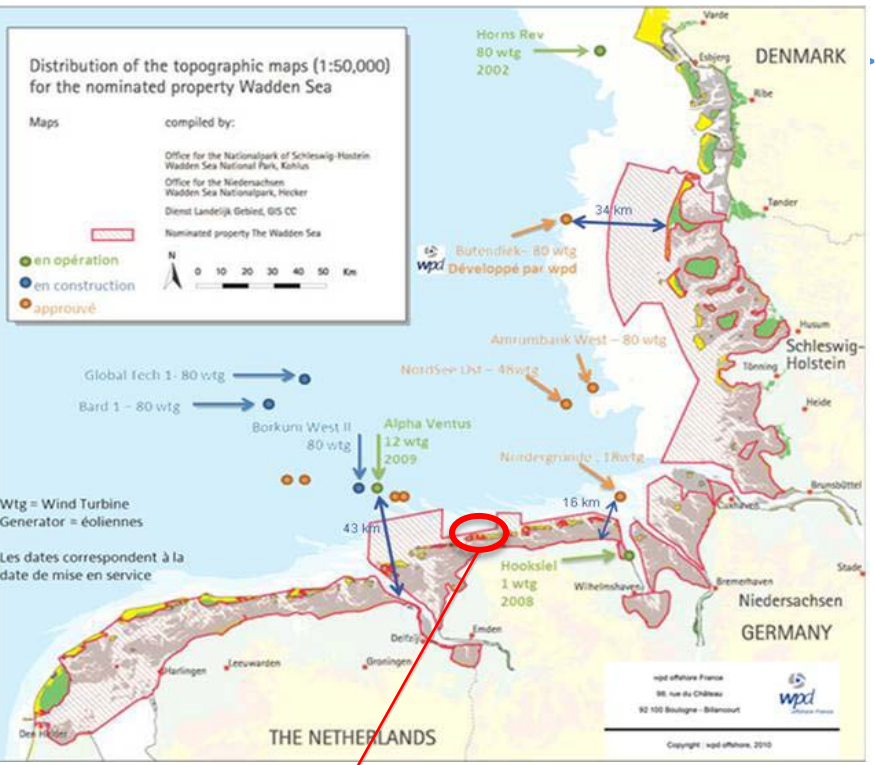 Distribution of the topographic maps (1:50,000)
for the nominated property Wadden Sea
Maps
compiled by:
Office for the Nationalpark of Schleswig-Hostein
Wadden Sea National Park, Kohlus
Office for the Niedersachsen
Wadden Sea Nationalpark, Hecker
Dienst Landelijk Gebied, GIS CC
Nominated property The Wadden Sea
en opération
en construction
approuvé
N
0 10 20 30 40 50 Km
Horns Rev
80 wtg
2002
Varde
Esbjerg
DENMARK
Ribe
Tønder
34 km
wpd
Butendiek– 80 wtg
Développé par wpd
Amrumbank West – 80 wtg
NordSee Ost – 48wtg
Husum
Schleswig-
Holstein
Tönning
Heide
Global Tech 1- 80 wtg
Bard 1 – 80 wtg
Borkum West II
80 wtg
Alpha Ventus
12 wtg
2009
Nordergründe . 18wtg
Brunsbüttel
Cuxhaven
16 km
43 km
Wtg = Wind Turbine
Generator = éoliennes
Les dates correspondent à la
date de mise en service
Hooksiel
1 wtg
2008
Wilhelmshaven
Bremerhaven
Stade
Niedersachsen
GERMANY
Emden
Delfzijl
Groningen
Leeuwarden
Harlingen
Den Helder
THE NETHERLANDS
wpd offshore France
98, rue du Château
92 100 Boulogne - Billancourt
wpd
offshore France
Copyright : wpd offshore, 2010